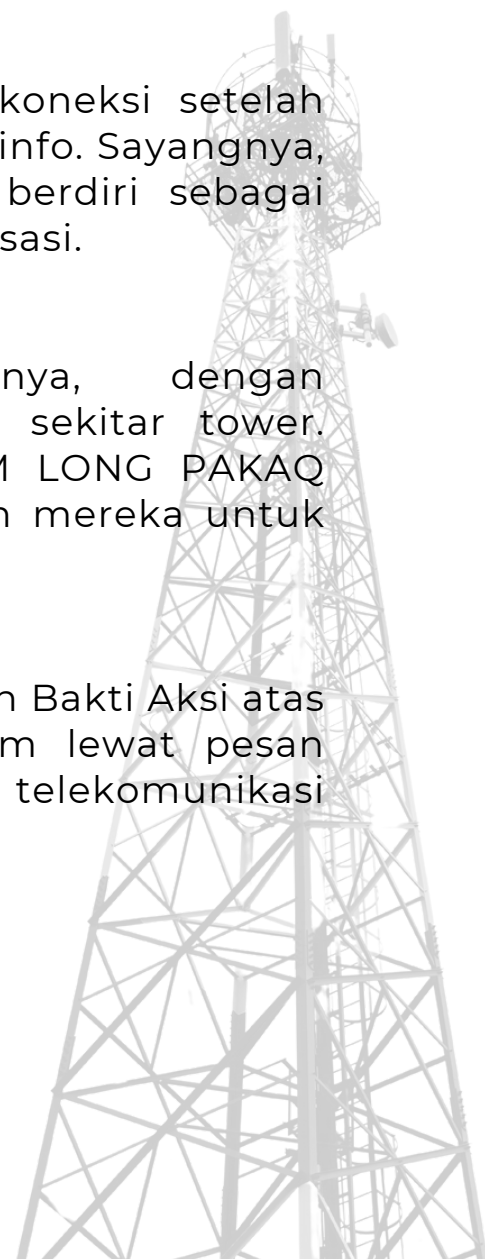 koneksi setelah
info. Sayangnya,
berdiri sebagai
sasi.
nya, dengan
sekitar tower.
M LONG PAKAQ
n mereka untuk
n Bakti Aksi atas
m lewat pesan
telekomunikasi